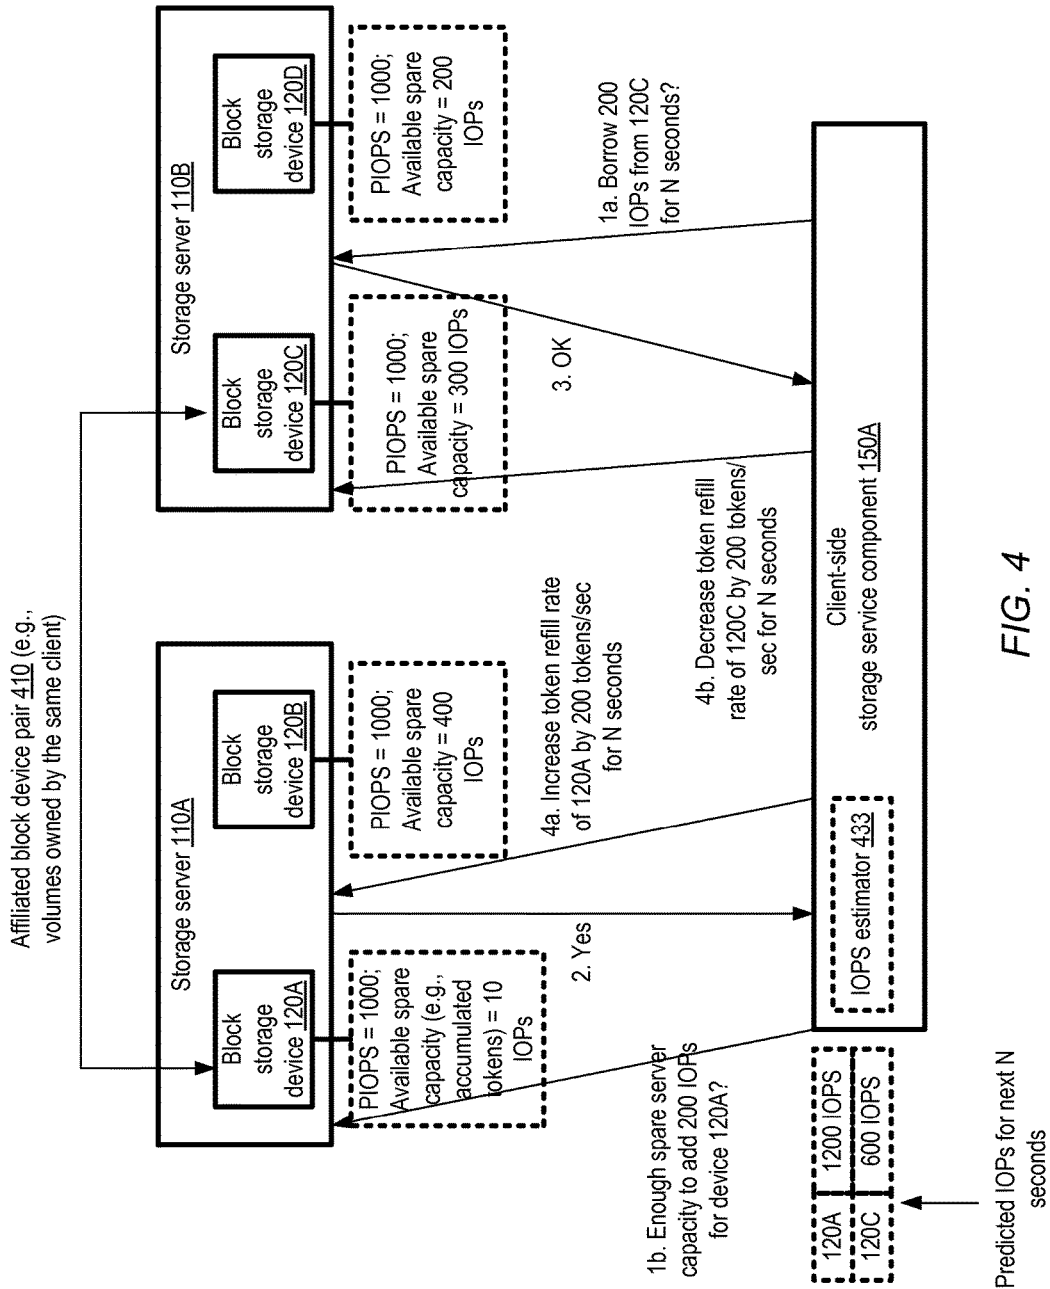 Affiliated block device pair 410 (e.g.,
volumes owned by the same client)
Storage server 110A
Block
storage
device 120A
Block
storage
device 120B
PIOPS = 1000;
Available spare
capacity (e.g.,
accumulated
tokens) = 10
IOPs
PIOPS = 1000;
Available spare
capacity = 400
IOPs
Storage server 110B
Block
storage
device 120C
Block
storage
device 120D
PIOPS = 1000;
Available spare
capacity = 300 IOPs
PIOPS = 1000;
Available spare
capacity = 200
IOPs
1b. Enough spare server
capacity to add 200 IOPs
for device 120A?
2. Yes
4a. Increase token refill rate
of 120A by 200 tokens/sec
for N seconds
4b. Decrease token refill
rate of 120C by 200 tokens/
sec for N seconds
3. OK
1a. Borrow 200
IOPs from 120C
for N seconds?
120A
1200 IOPS
120C
600 IOPS
Predicted IOPs for next N
seconds
IOPS estimator 433
Client-side
storage service component 150A
FIG. 4